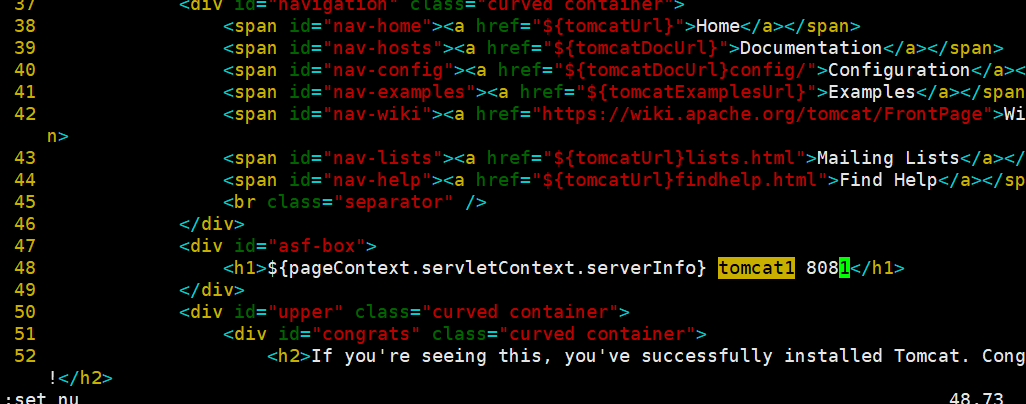 37             <div id="navigation" class="curved container">
38                 <span id="nav-home"><a href="${tomcatUrl}">Home</a></span>
39                 <span id="nav-hosts"><a href="${tomcatDocUrl}">Documentation</a></span>
40                 <span id="nav-config"><a href="${tomcatDocUrl}config/">Configuration</a><
41                 <span id="nav-examples"><a href="${tomcatExamplesUrl}">Examples</a></span
42                 <span id="nav-wiki"><a href="https://wiki.apache.org/tomcat/FrontPage">Wi
n>
43                 <span id="nav-lists"><a href="${tomcatUrl}lists.html">Mailing Lists</a></
44                 <span id="nav-help"><a href="${tomcatUrl}findhelp.html">Find Help</a></sp
45                 <br class="separator" />
46             </div>
47             <div id="asf-box">
48                 <h1>${pageContext.servletContext.serverInfo} tomcat1 8081</h1>
49             </div>
50             <div id="upper" class="curved container">
51                 <div id="congrats" class="curved container">
52                     <h2>If you're seeing this, you've successfully installed Tomcat. Cong
!</h2>
:set nu                                                                 48,73